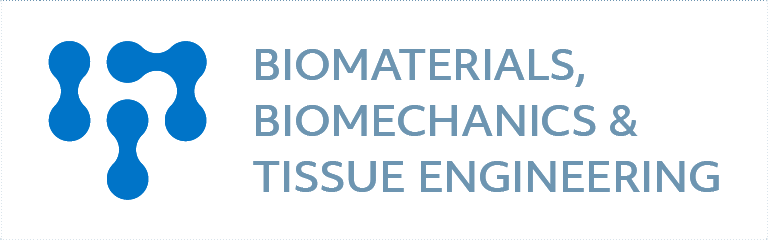 BIOMATERIALS,
BIOMECHANICS &
TISSUE ENGINEERING